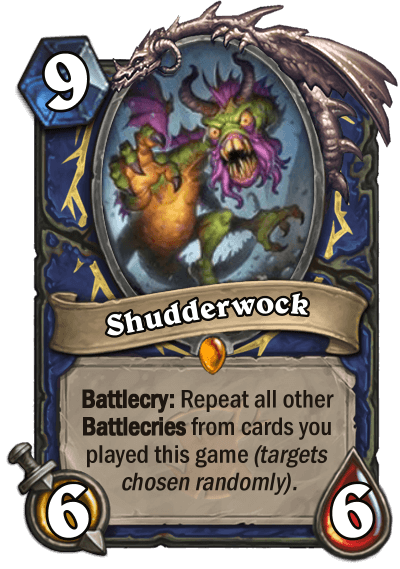 9
Shudderwock
Battlecry: Repeat all other
Battlecries from cards you
played this game (targets
chosen randomly).
6
6